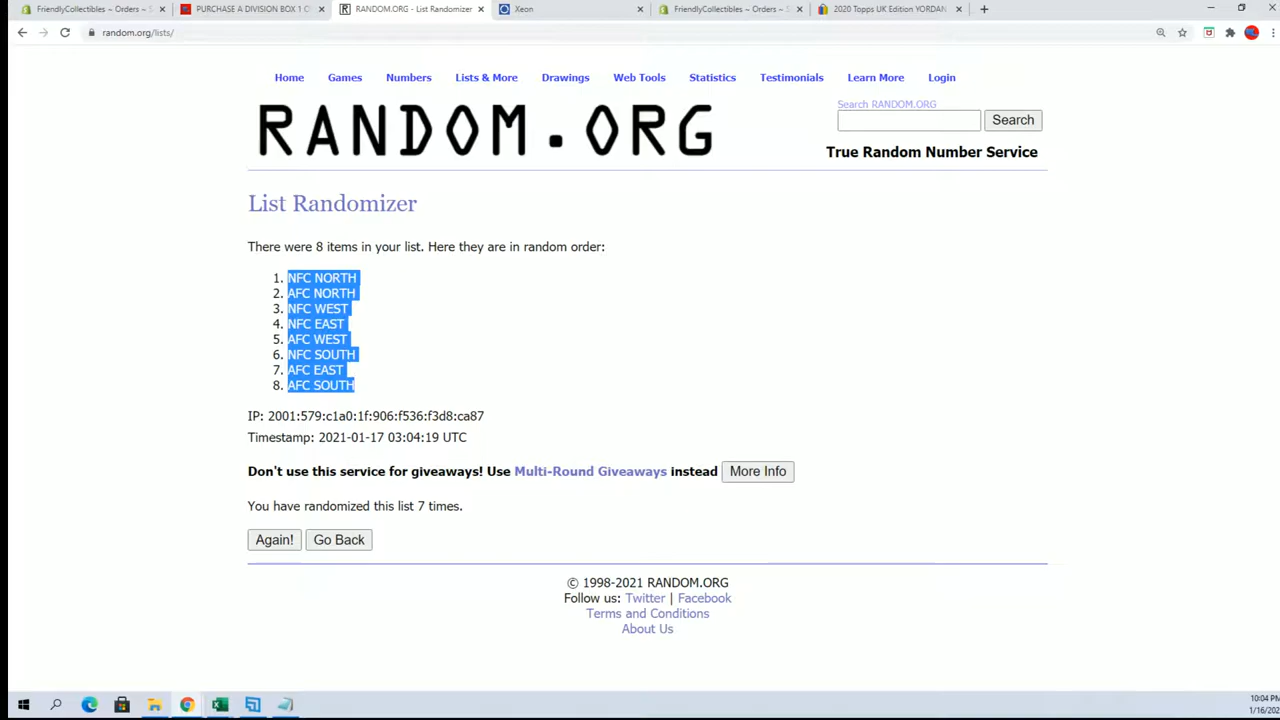 FriendlyCollectibles ~ Orders ~ S
PURCHASE A DIVISION BOX 1 C
RANDOM.ORG - List Randomizer
Xeon
FriendlyCollectibles ~ Orders ~ S
2020 Topps UK Edition YORDAN
random.org/lists/
Home Games Numbers Lists & More Drawings Web Tools Statistics Testimonials Learn More Login
RANDOM.ORG
Search RANDOM.ORG
Search
True Random Number Service
List Randomizer
There were 8 items in your list. Here they are in random order:
1. NFC NORTH
2. AFC NORTH
3. NFC WEST
4. NFC EAST
5. AFC WEST
6. NFC SOUTH
7. AFC EAST
8. AFC SOUTH
IP: 2001:579:c1a0:1f:906:f536:f3d8:ca87
Timestamp: 2021-01-17 03:04:19 UTC
Don't use this service for giveaways! Use Multi-Round Giveaways instead More Info
You have randomized this list 7 times.
Again! Go Back
© 1998-2021 RANDOM.ORG
Follow us: Twitter | Facebook
Terms and Conditions
About Us
10:04 PM
1/16/202